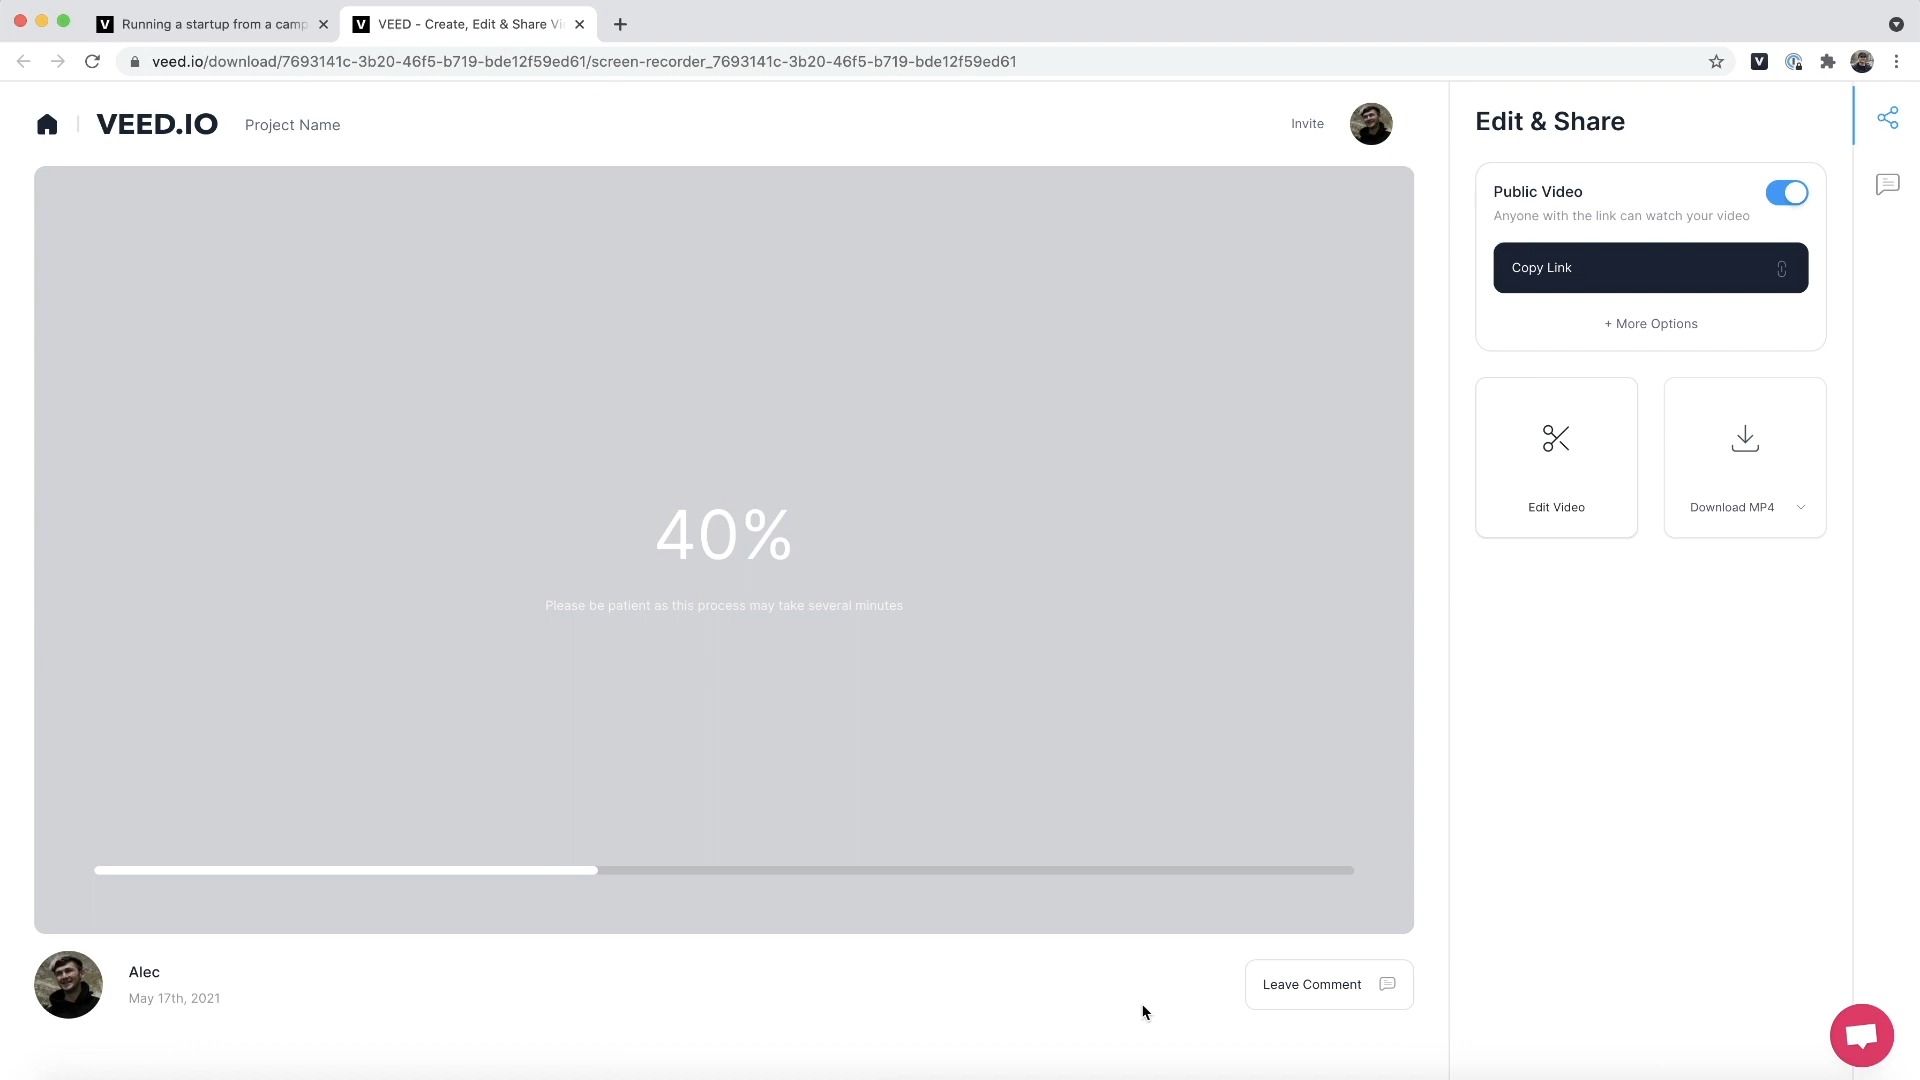 V Running a startup from a camp
V VEED - Create, Edit & Share Vi
veed.io/download/7693141c-3b20-46f5-b719-bde12f59ed61/screen-recorder_7693141c-3b20-46f5-b719-bde12f59ed61
V
VEED.IO
Project Name
Invite
40%
Please be patient as this process may take several minutes
Alec
May 17th, 2021
Leave Comment
Edit & Share
Public Video
Anyone with the link can watch your video
Copy Link
+ More Options
Edit Video
Download MP4